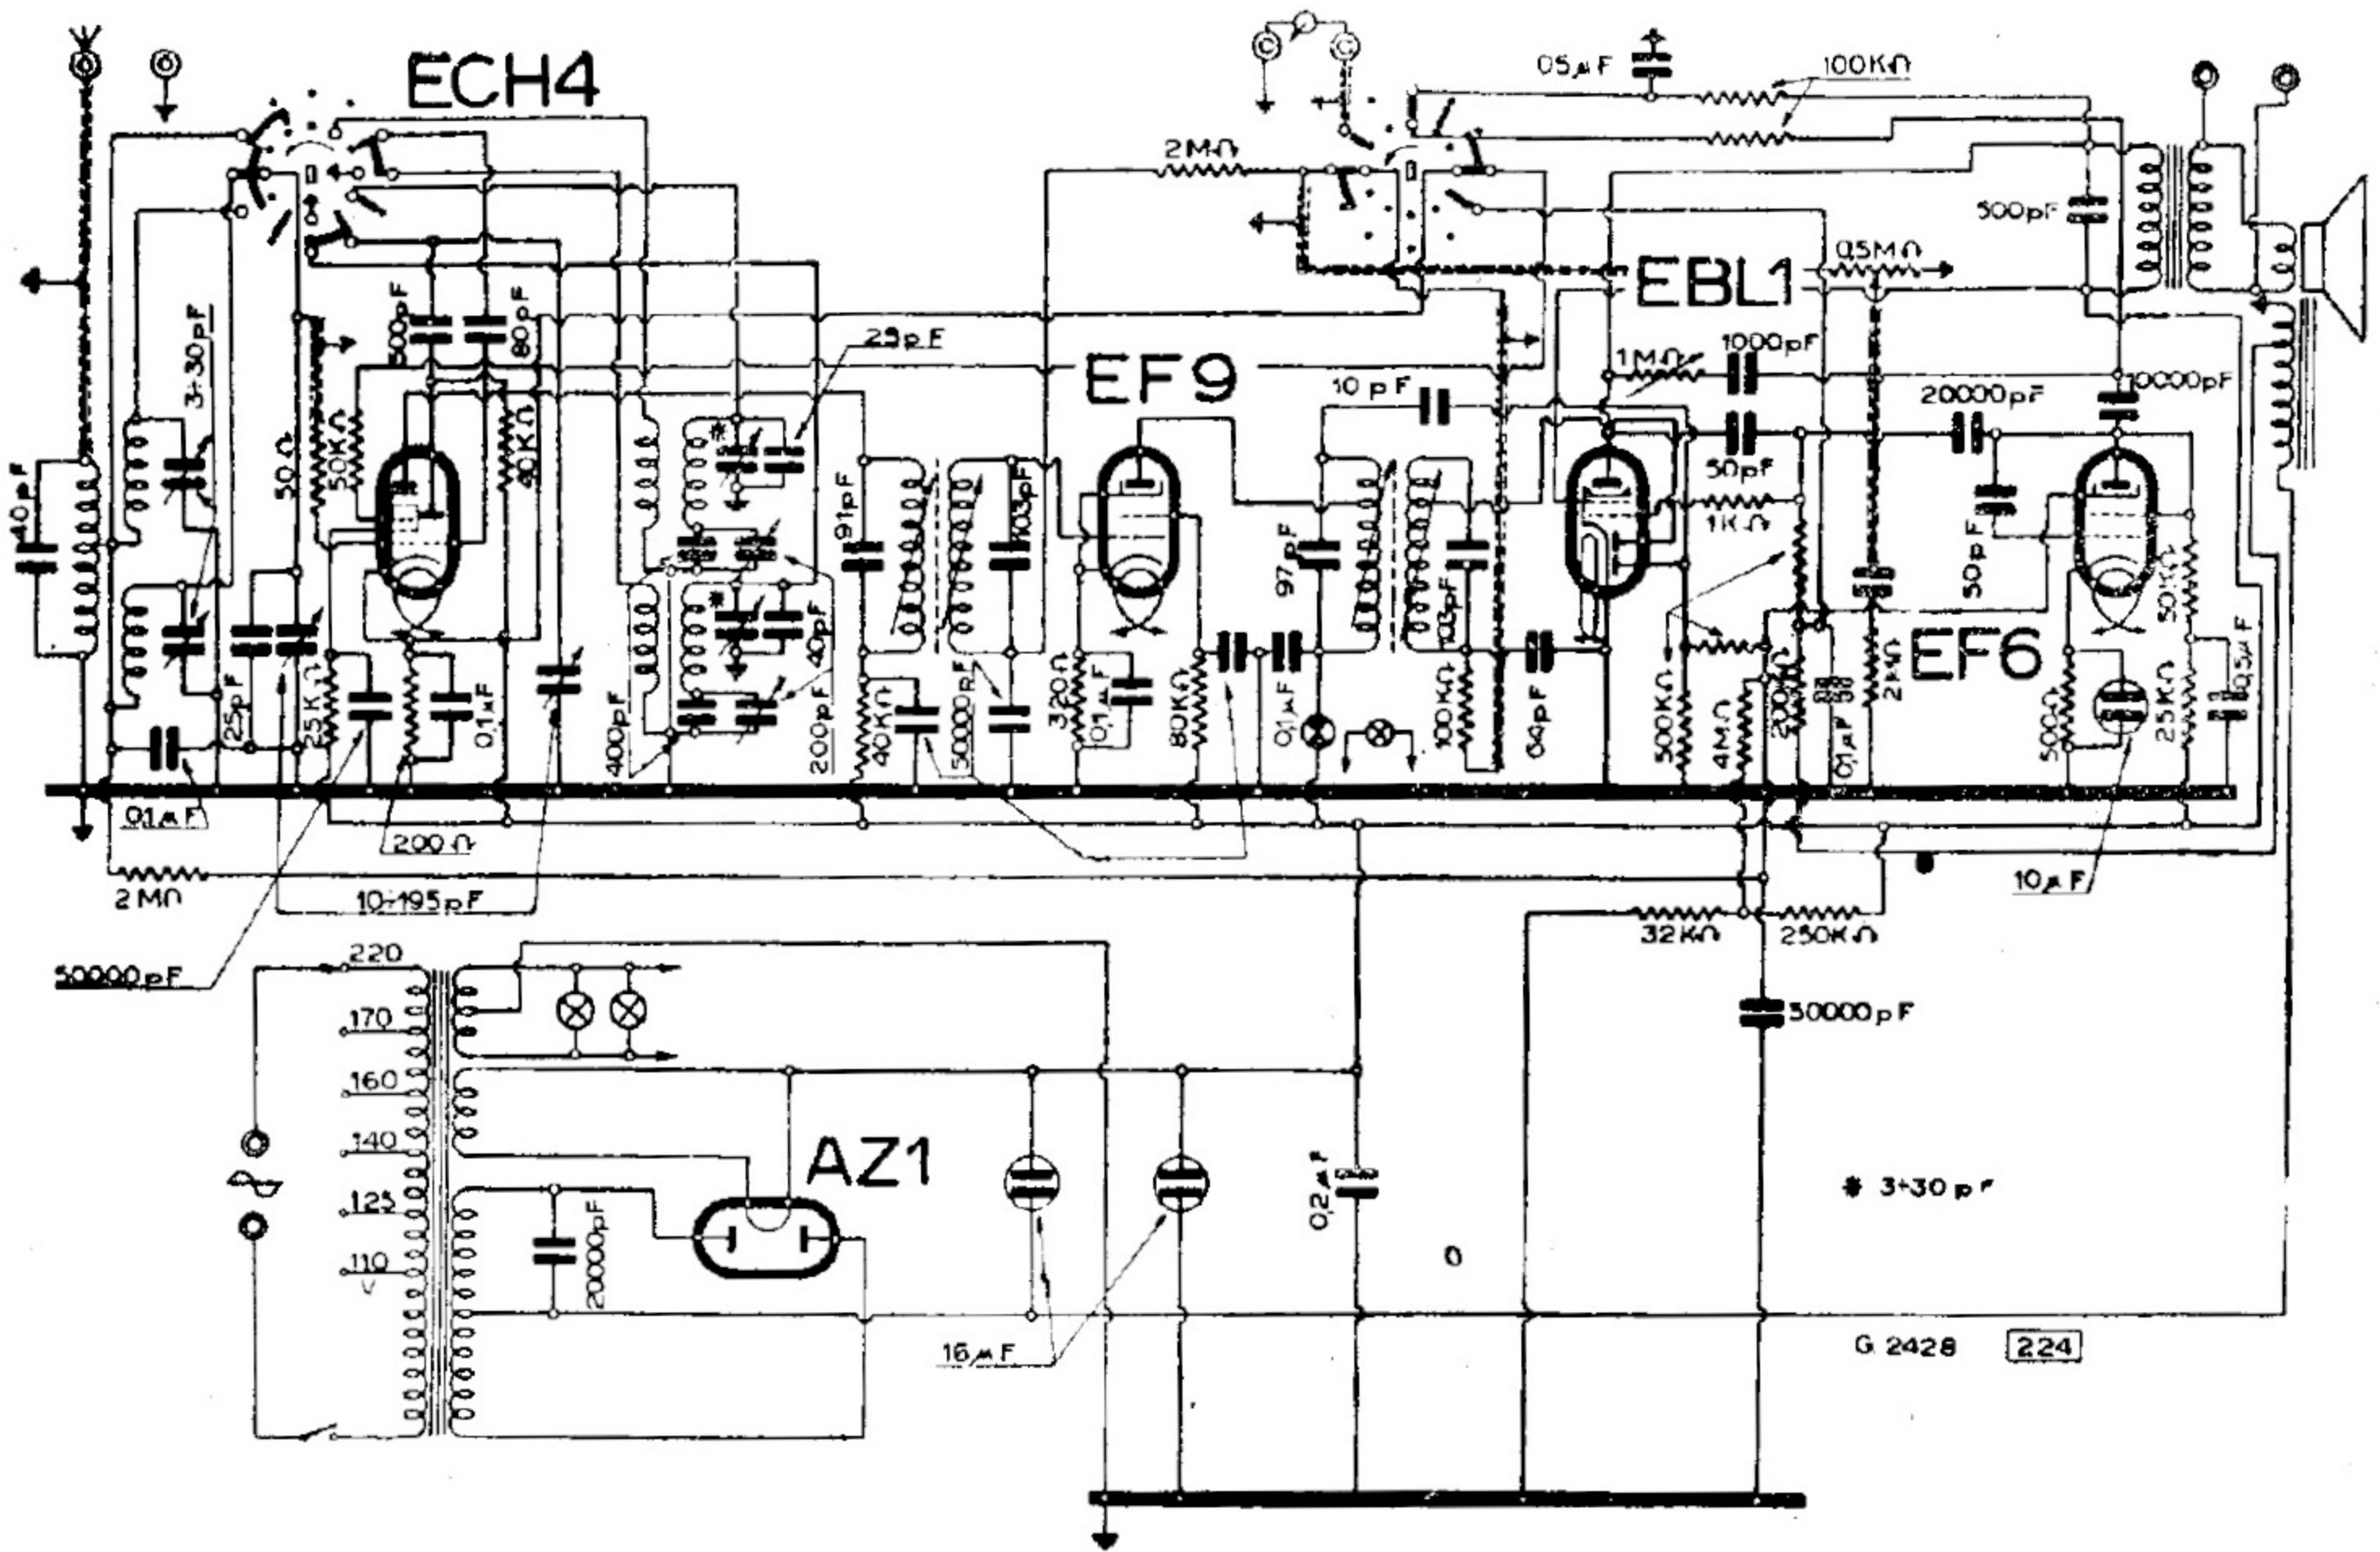 ECH4
05µF
100KΩ
2MΩ
500pF
0,5MΩ
EBL1
3÷30pF
500pF
80pF
29pF
EF9
1MΩ
1000pF
10pF
20000pF
10000pF
40pF
50Ω
50KΩ
40KΩ
91pF
103pF
97pF
103pF
50pF
1KΩ
50pF
50KΩ
EF6
25pF
25KΩ
0,1µF
400pF
40pF
200pF
40KΩ
50000pF
320Ω
0,1µF
80KΩ
0,1µF
100KΩ
64pF
500KΩ
4MΩ
200KΩ
0,1µF
2MΩ
500Ω
25KΩ
0,5µF
0,1µF
200Ω
2MΩ
10÷195pF
10µF
32KΩ
250KΩ
50000pF
220
170
160
140
125
110
V
50000pF
AZ1
20000pF
0,2µF
* 3÷30pF
0
16µF
G. 2428
224